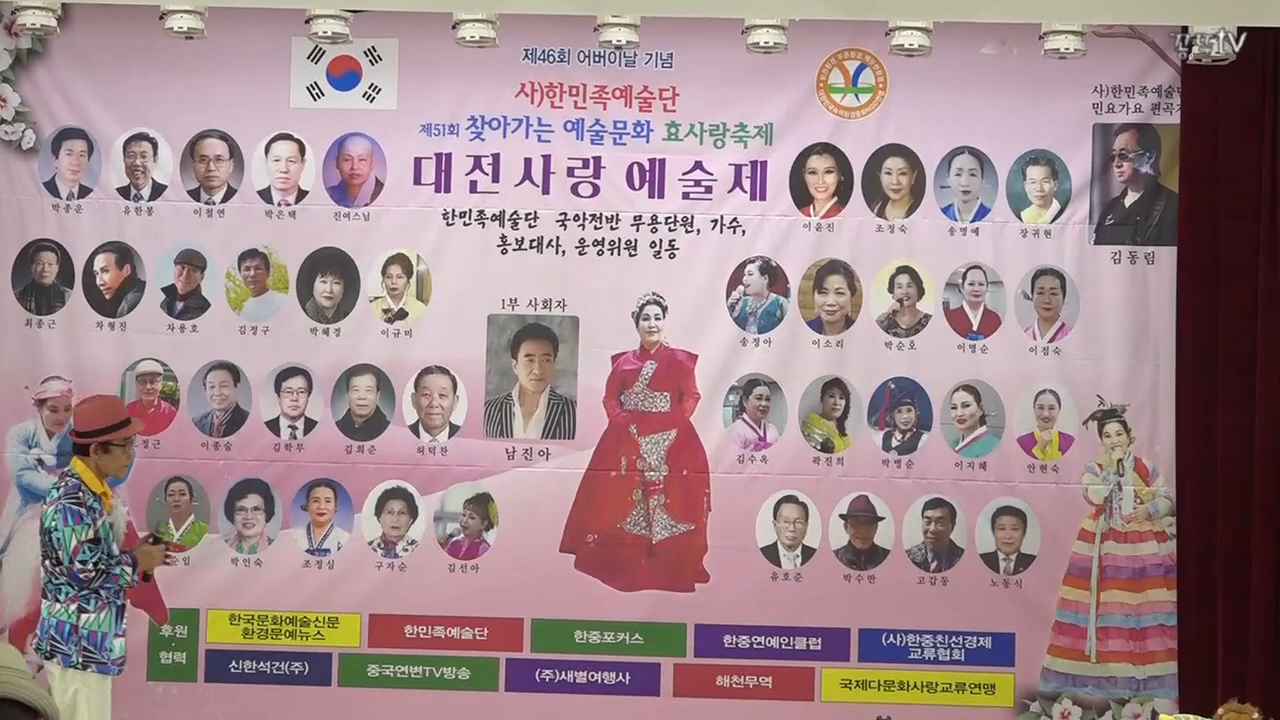 제46회 어버이날 기념
사)한민족예술단
제51회 찾아가는 예술문화 효사랑축제
대전사랑 예술제
한민족예술단 국악전반 무용단원, 가수,
홍보대사, 운영위원 일동
사)한민족예술단
민요가요 편곡
김동림
박종운 유한봉 이철연 박은택 진여스님
이윤진 조정숙 송명예 장귀현
최종근 차형진 차용호 김정구 박혜경 이규미
1부 사회자
남진아
송정아 이소리 박순호 이명순 이점숙
정근 이종술 김학무 김희준 허덕찬
김수옥 곽진희 박병순 이지혜 안현숙
박인숙 조정심 구자순 김선아
유호준 박수만 고갑동 노동식
후원
협력
한국문화예술신문
환경문예뉴스
한민족예술단
한중포커스
한중연예인클럽
(사)한중친선경제
교류협회
신한석건(주)
중국연변TV방송
(주)새별여행사
해천무역
국제다문화사랑교류연맹